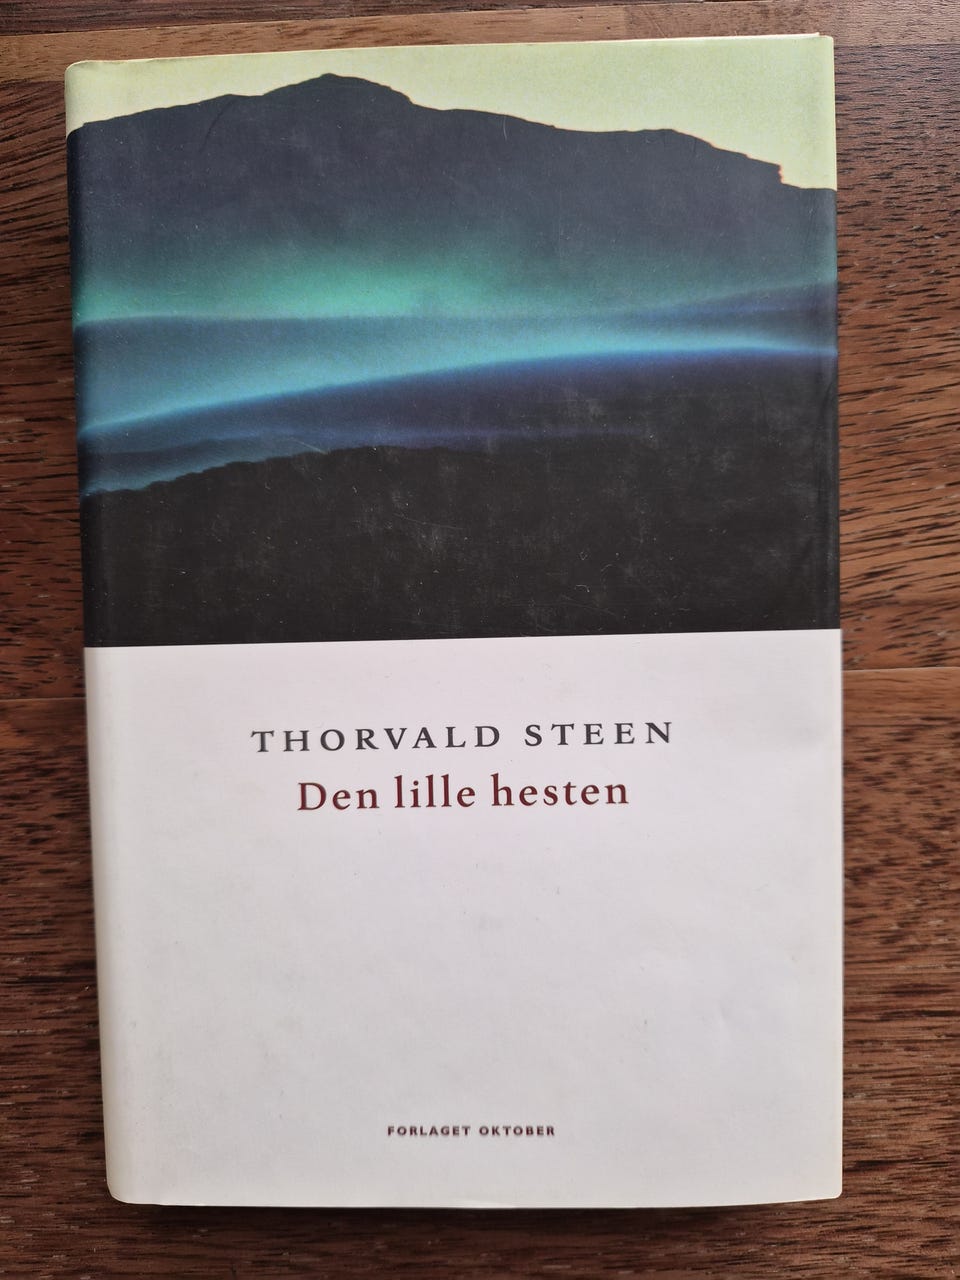 THORVALD STEEN
Den lille hesten
FORLAGET OKTOBER